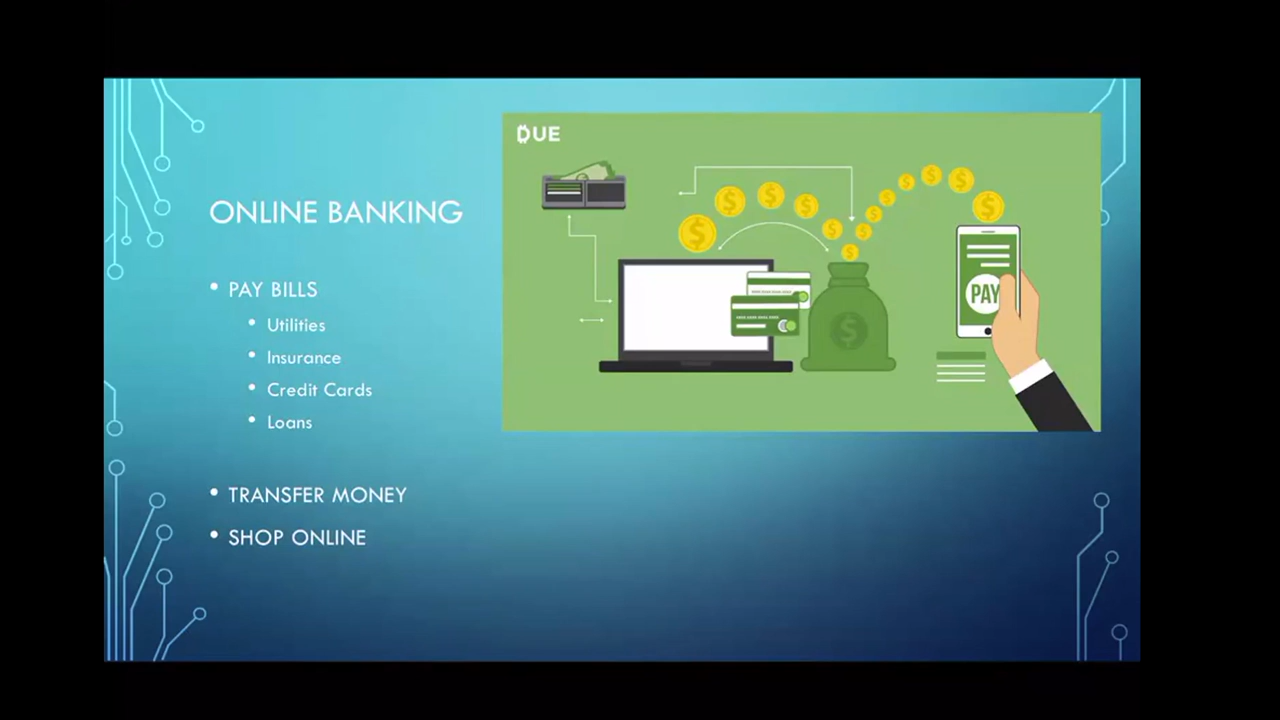 DUE
ONLINE BANKING
• PAY BILLS
• Utilities
• Insurance
• Credit Cards
• Loans
• TRANSFER MONEY
• SHOP ONLINE
PAY